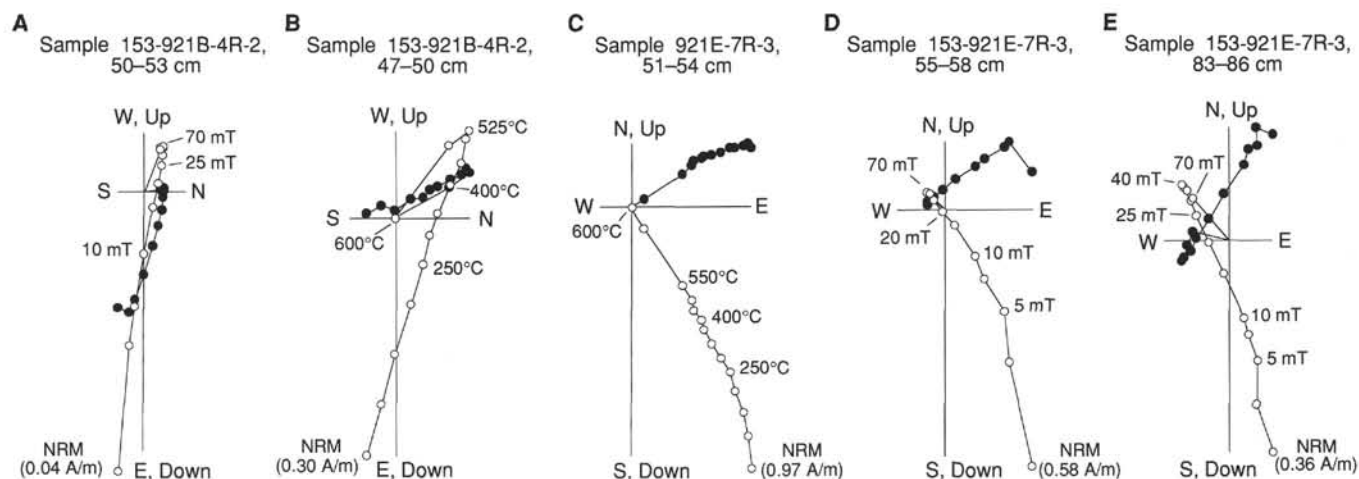 A
Sample 153-921B-4R-2,
50–53 cm
W, Up
70 mT
25 mT
S
N
10 mT
NRM
(0.04 A/m)
E, Down
B
Sample 153-921B-4R-2,
47–50 cm
W, Up
525°C
400°C
S
N
600°C
250°C
NRM
(0.30 A/m)
E, Down
C
Sample 921E-7R-3,
51–54 cm
N, Up
W
E
600°C
550°C
400°C
250°C
NRM
(0.97 A/m)
S, Down
D
Sample 153-921E-7R-3,
55–58 cm
N, Up
70 mT
W
E
20 mT
10 mT
5 mT
NRM
(0.58 A/m)
S, Down
E
Sample 153-921E-7R-3,
83–86 cm
N, Up
70 mT
40 mT
25 mT
W
E
10 mT
5 mT
NRM
(0.36 A/m)
S, Down